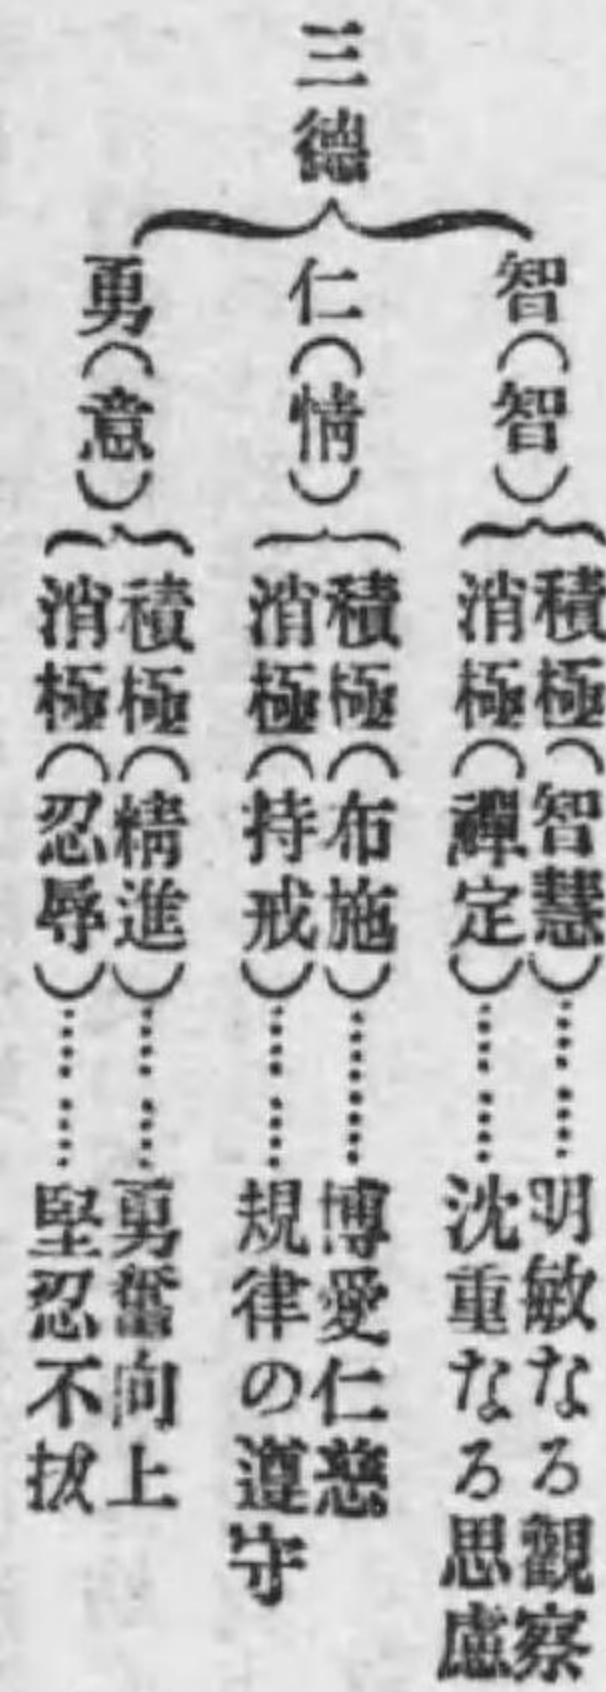 三德
智（智）
積極（智慧）……明敏なる觀察
消極（禪定）……沈重なる思慮
仁（情）
積極（布施）……博愛仁慈
消極（持戒）……規律の遵守
勇（意）
積極（精進）……勇奮向上
消極（忍辱）……堅忍不拔